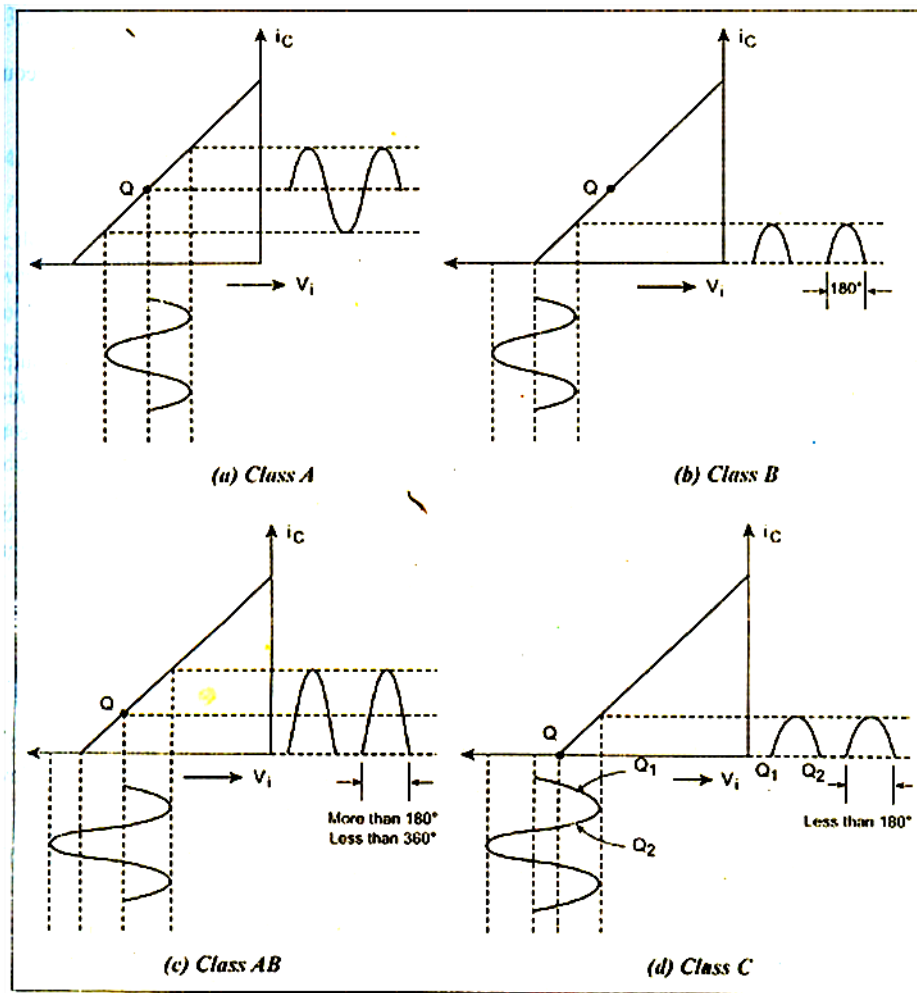 iC
Q
Vi
(a) Class A
iC
Q
Vi
180°
(b) Class B
iC
Q
Vi
More than 180°
Less than 360°
Q2
(c) Class AB
iC
Q
Q1
Vi
Q1 Q2
Less than 180°
Q2
(d) Class C